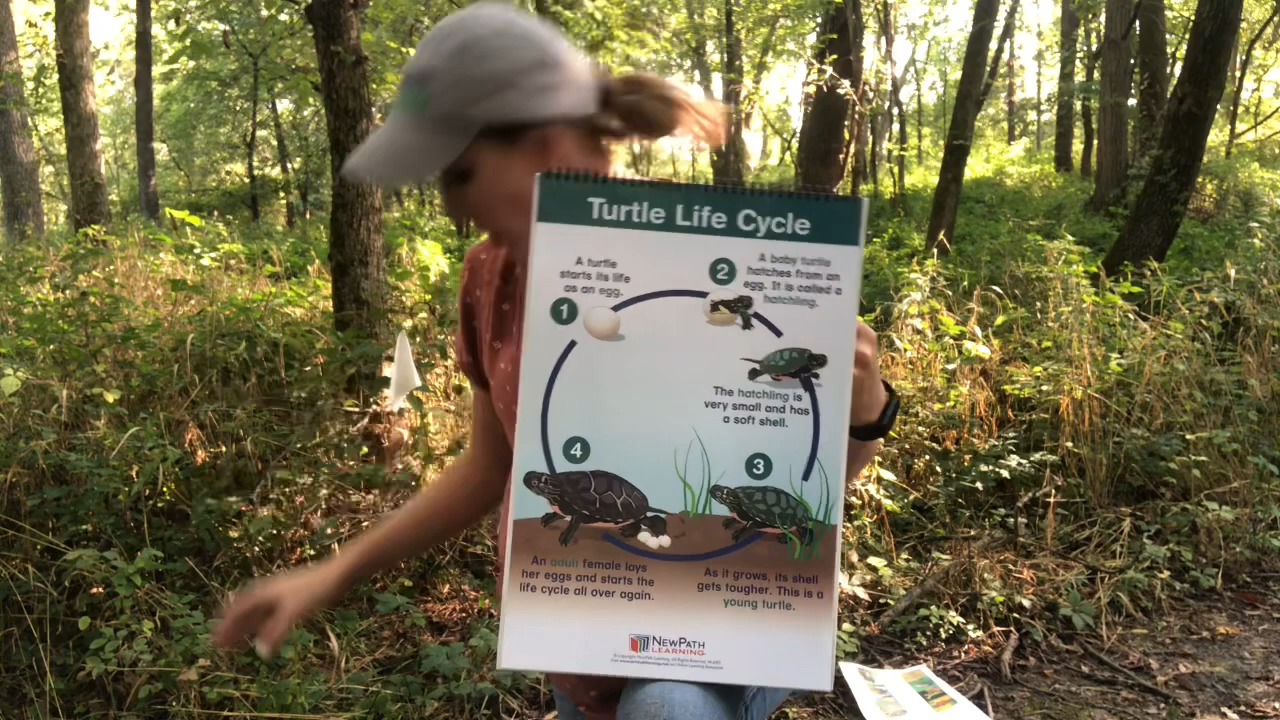 Turtle Life Cycle
A turtle
starts its life
as an egg.
1
2
A baby turtle
hatches from an
egg. It is called a
hatchling.
The hatchling is
very small and has
a soft shell.
4
3
An adult female lays
her eggs and starts the
life cycle all over again.
As it grows, its shell
gets tougher. This is a
young turtle.
NEWPATH
LEARNING